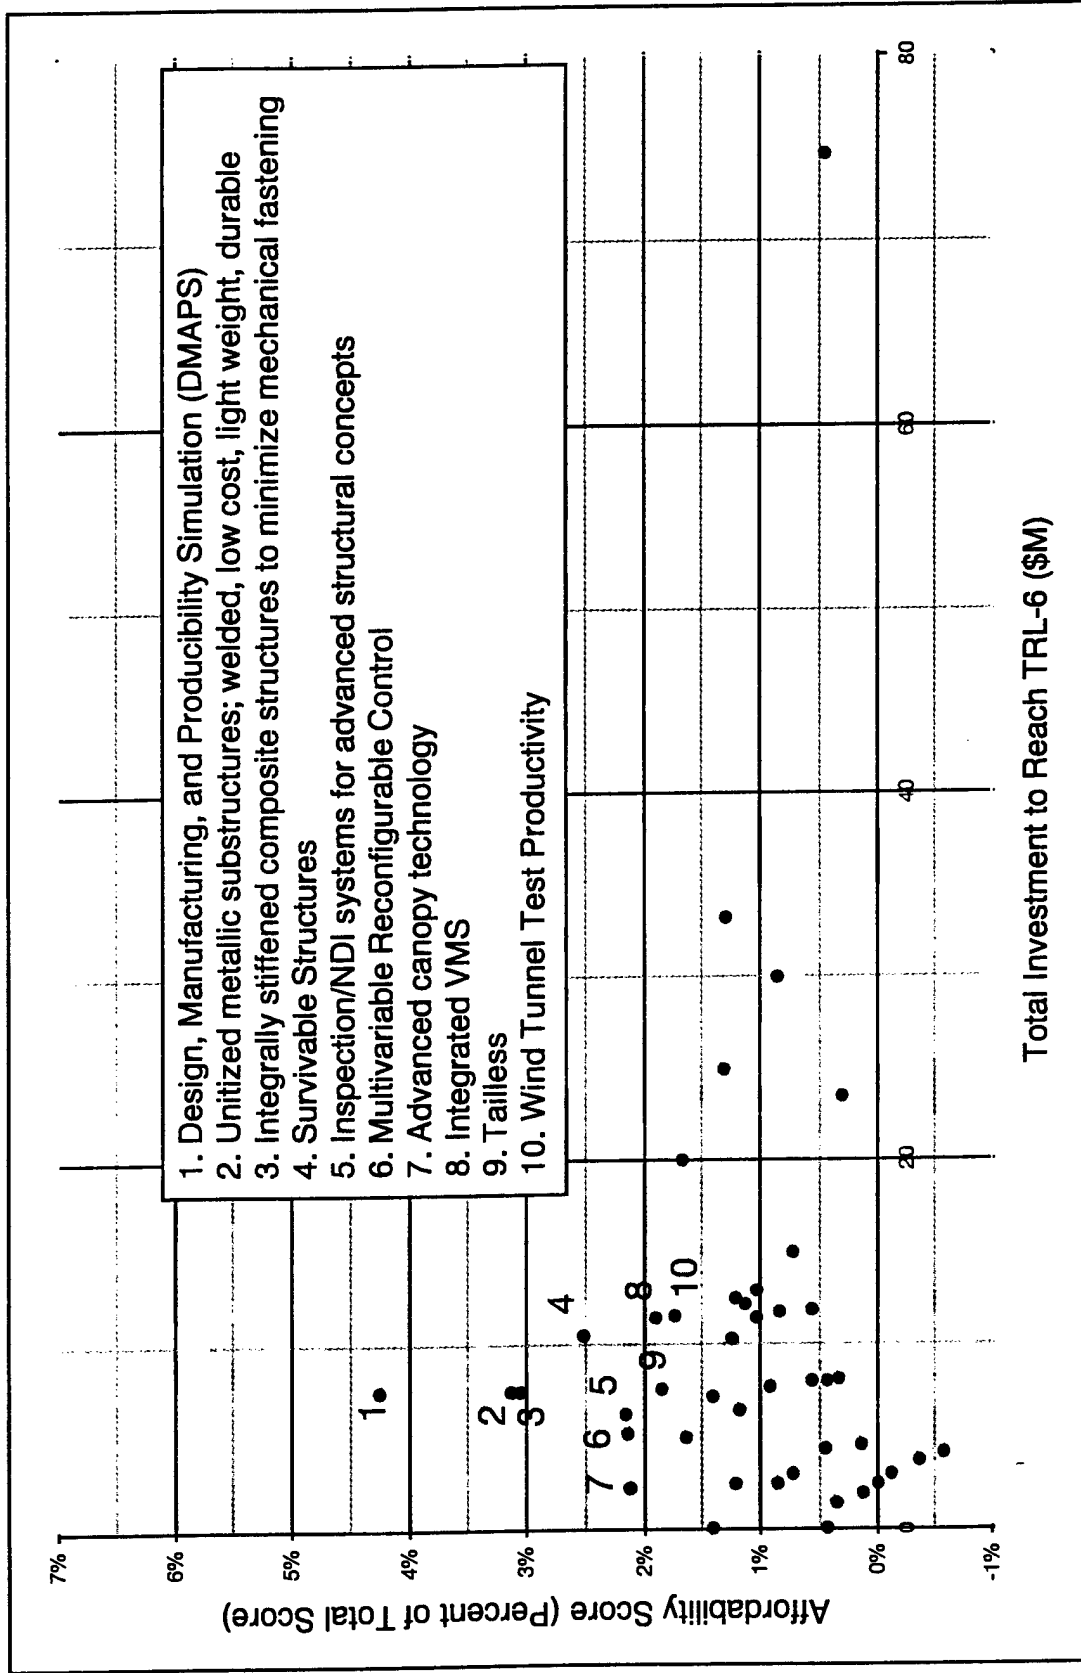 7%
6%
5%
4%
3%
2%
1%
0%
-1%
Affordability Score (Percent of Total Score)
1. Design, Manufacturing, and Producibility Simulation (DMAPS)
2. Unitized metallic substructures; welded, low cost, light weight, durable
3. Integrally stiffened composite structures to minimize mechanical fastening
4. Survivable Structures
5. Inspection/NDI systems for advanced structural concepts
6. Multivariable Reconfigurable Control
7. Advanced canopy technology
8. Integrated VMS
9. Tailless
10. Wind Tunnel Test Productivity
1
2
3
4
5
6
7
8
9
10
0
20
40
60
80
Total Investment to Reach TRL-6 ($M)